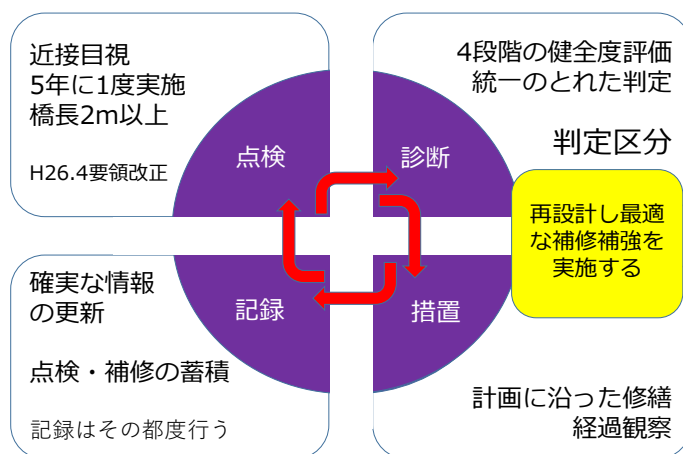 近接目視
5年に1度実施
橋長2m以上
H26.4要領改正
点検
4段階の健全度評価
統一のとれた判定
判定区分
診断
再設計し最適
な補修補強を
実施する
確実な情報
の更新
点検・補修の蓄積
記録はその都度行う
記録
措置
計画に沿った修繕
経過観察